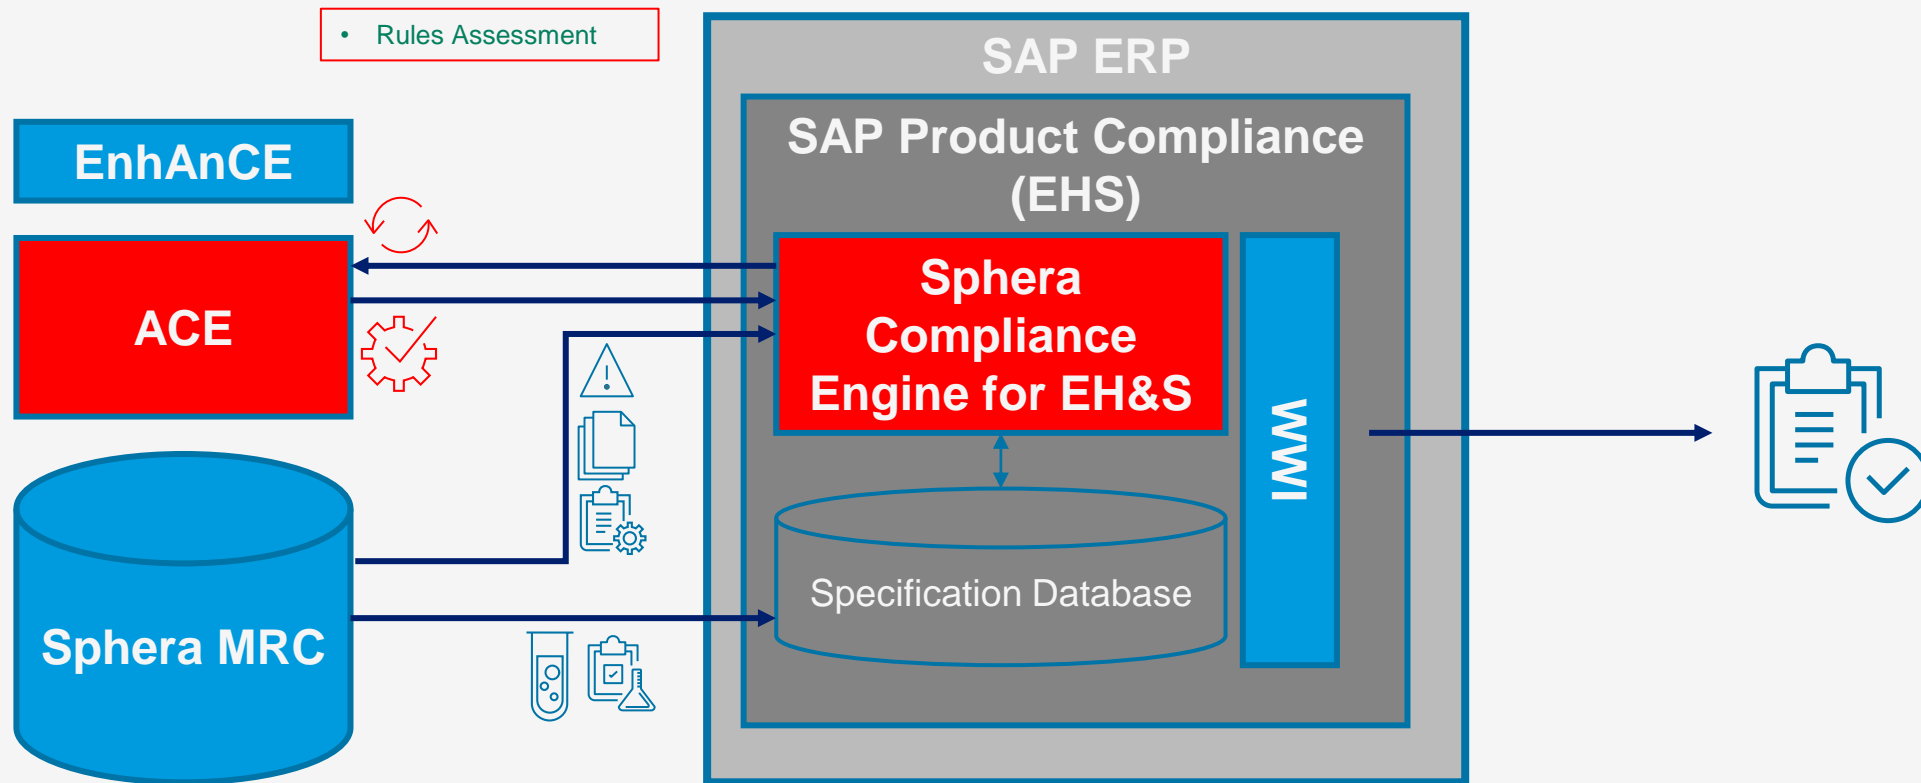 • Rules Assessment
SAP ERP
SAP Product Compliance
(EHS)
EnhAnCE
ACE
Sphera
Compliance
Engine for EH&S
WWI
Specification Database
Sphera MRC